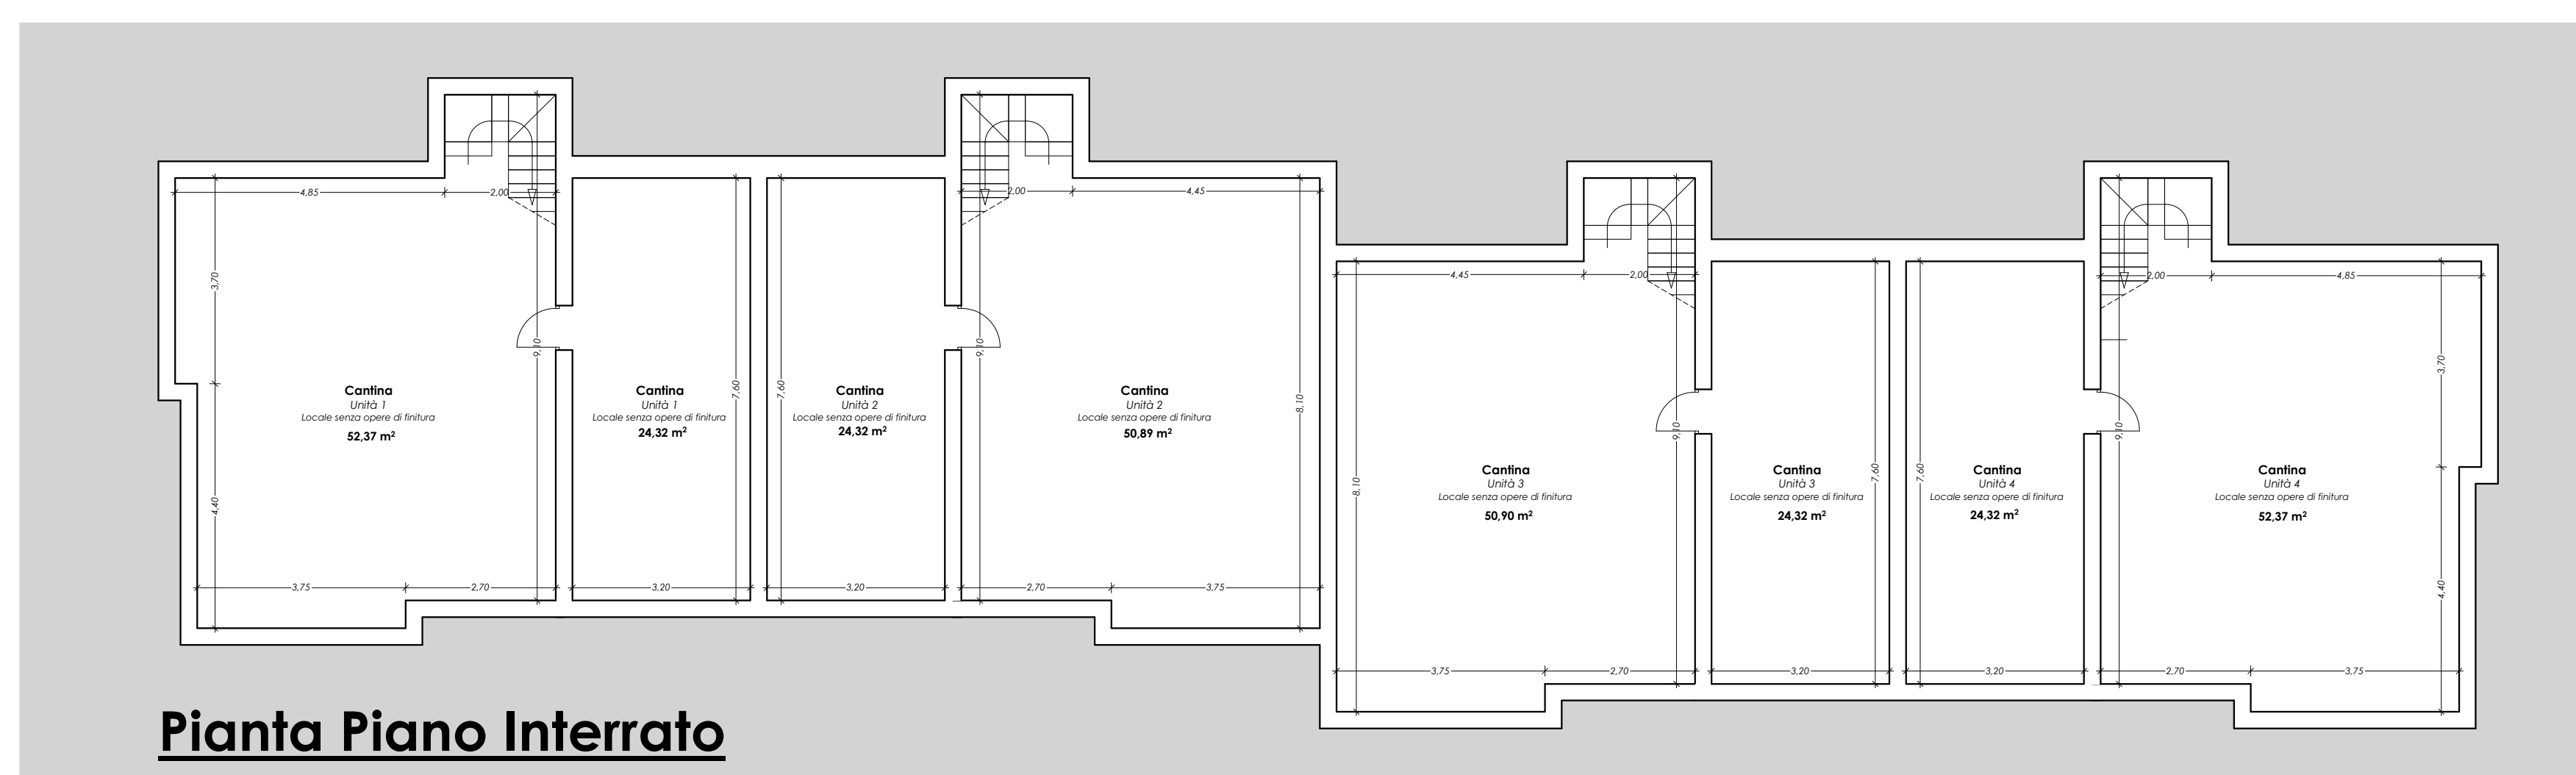 4,85
2,00
2,00
4,45
3,70
4,40
9,10
7,60
7,60
9,10
8,10
Cantina
Unità 1
Locale senza opere di finitura
52,37 m²
Cantina
Unità 1
Locale senza opere di finitura
24,32 m²
Cantina
Unità 2
Locale senza opere di finitura
24,32 m²
Cantina
Unità 2
Locale senza opere di finitura
50,89 m²
3,75
2,70
3,20
3,20
2,70
3,75
4,45
2,00
2,00
4,85
8,10
9,10
7,60
7,60
9,10
3,70
4,40
Cantina
Unità 3
Locale senza opere di finitura
50,90 m²
Cantina
Unità 3
Locale senza opere di finitura
24,32 m²
Cantina
Unità 4
Locale senza opere di finitura
24,32 m²
Cantina
Unità 4
Locale senza opere di finitura
52,37 m²
3,75
2,70
3,20
3,20
2,70
3,75
Pianta Piano Interrato